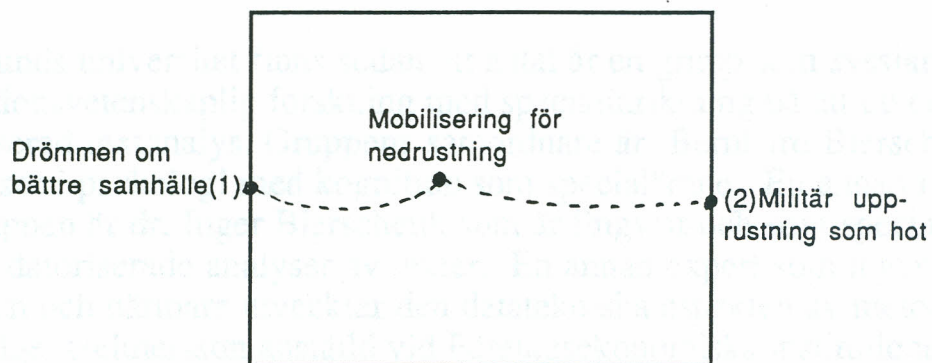 Mobilisering för
nedrustning
Drömmen om
bättre samhälle(1)
(2)Militär upp-
rustning som hot